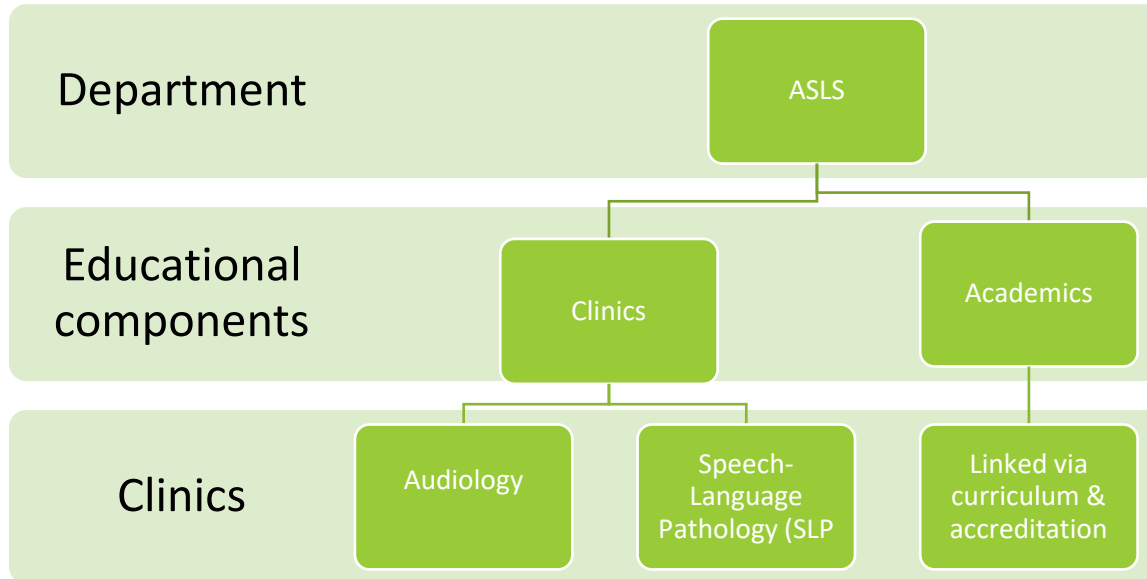 Department
ASLS
Educational
components
Clinics
Academics
Clinics
Audiology
Speech-
Language
Pathology (SLP
Linked via
curriculum &
accreditation